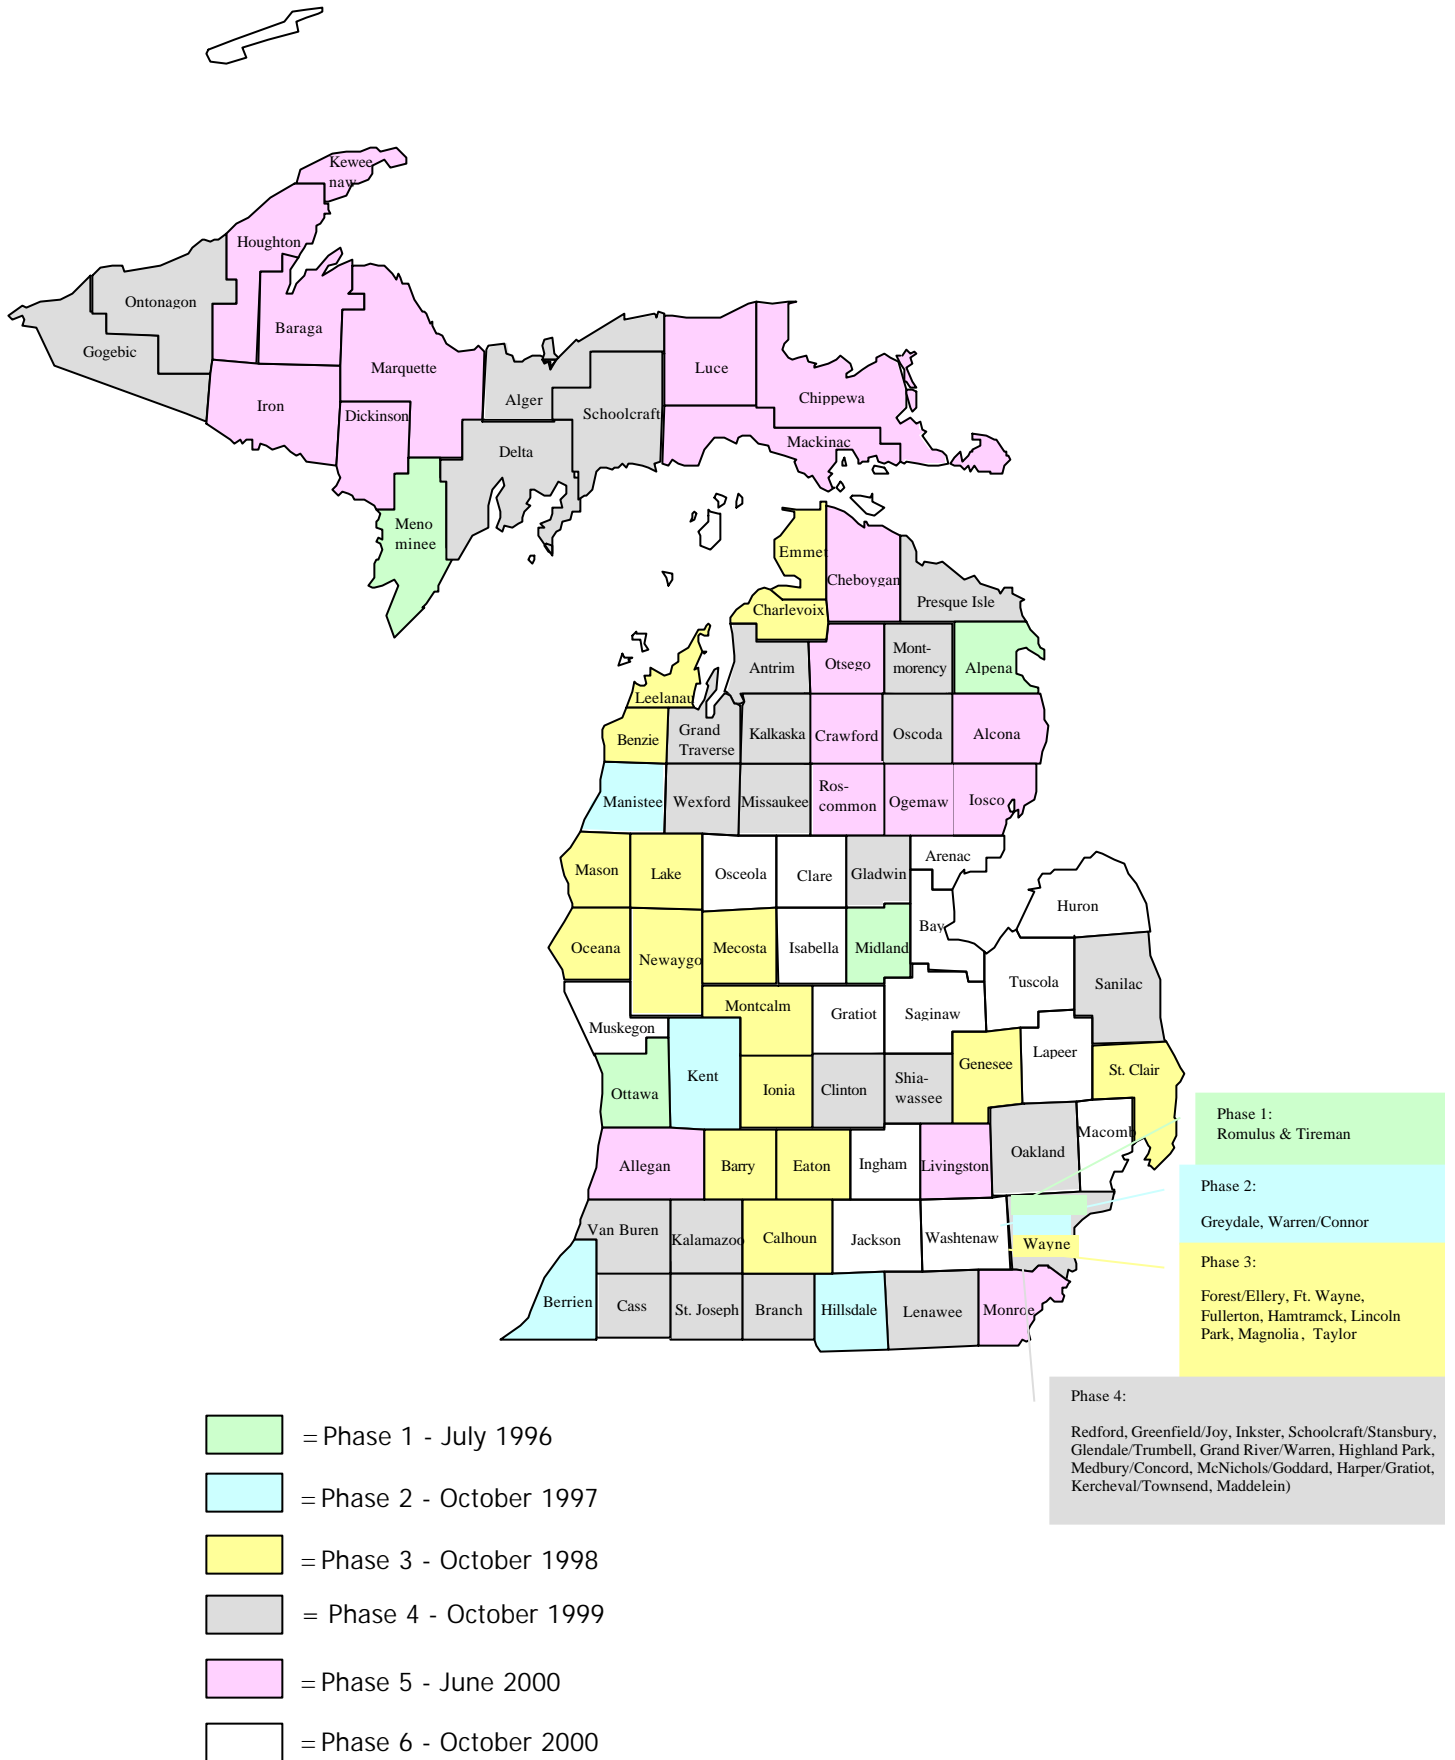 Kewee
naw
Houghton
Ontonagon
Baraga
Gogebic
Marquette
Luce
Alger
Chippewa
Iron
Dickinson
Schoolcraft
Mackinac
Delta
Meno
minee
Emmet
Cheboygan
Presque Isle
Charlevoix
Antrim
Otsego
Mont-
morency
Alpena
Leelanau
Benzie
Grand
Traverse
Kalkaska
Crawford
Oscoda
Alcona
Manistee
Wexford
Missaukee
Ros-
common
Ogemaw
Iosco
Mason
Lake
Osceola
Clare
Gladwin
Arenac
Huron
Oceana
Newaygo
Mecosta
Isabella
Midland
Bay
Tuscola
Sanilac
Muskegon
Montcalm
Gratiot
Saginaw
Lapeer
Genesee
St. Clair
Ottawa
Kent
Ionia
Clinton
Shia-
wassee
Macomb
Oakland
Allegan
Barry
Eaton
Ingham
Livingston
Van Buren
Kalamazoo
Calhoun
Jackson
Washtenaw
Wayne
Berrien
Cass
St. Joseph
Branch
Hillsdale
Lenawee
Monroe
Phase 1:
Romulus & Tireman
Phase 2:
Greydale, Warren/Connor
Phase 3:
Forest/Ellery, Ft. Wayne,
Fullerton, Hamtramck, Lincoln
Park, Magnolia , Taylor
Phase 4:
Redford, Greenfield/Joy, Inkster, Schoolcraft/Stansbury,
Glendale/Trumbell, Grand River/Warren, Highland Park,
Medbury/Concord, McNichols/Goddard, Harper/Gratiot,
Kercheval/Townsend, Maddelein)
= Phase 1 - July 1996
= Phase 2 - October 1997
= Phase 3 - October 1998
= Phase 4 - October 1999
= Phase 5 - June 2000
= Phase 6 - October 2000